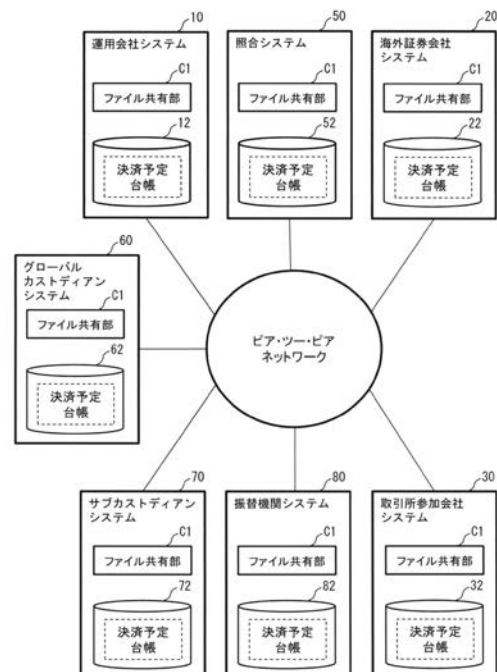 10
運用会社システム
C1
ファイル共有部
12
決済予定
台帳
50
照合システム
C1
ファイル共有部
52
決済予定
台帳
20
海外証券会社
システム
C1
ファイル共有部
22
決済予定
台帳
60
グローバル
カストディアン
システム
C1
ファイル共有部
62
決済予定
台帳
ピア・ツー・ピア
ネットワーク
70
サブカストディアン
システム
C1
ファイル共有部
72
決済予定
台帳
80
振替機関システム
C1
ファイル共有部
82
決済予定
台帳
30
取引所参加会社
システム
C1
ファイル共有部
32
決済予定
台帳